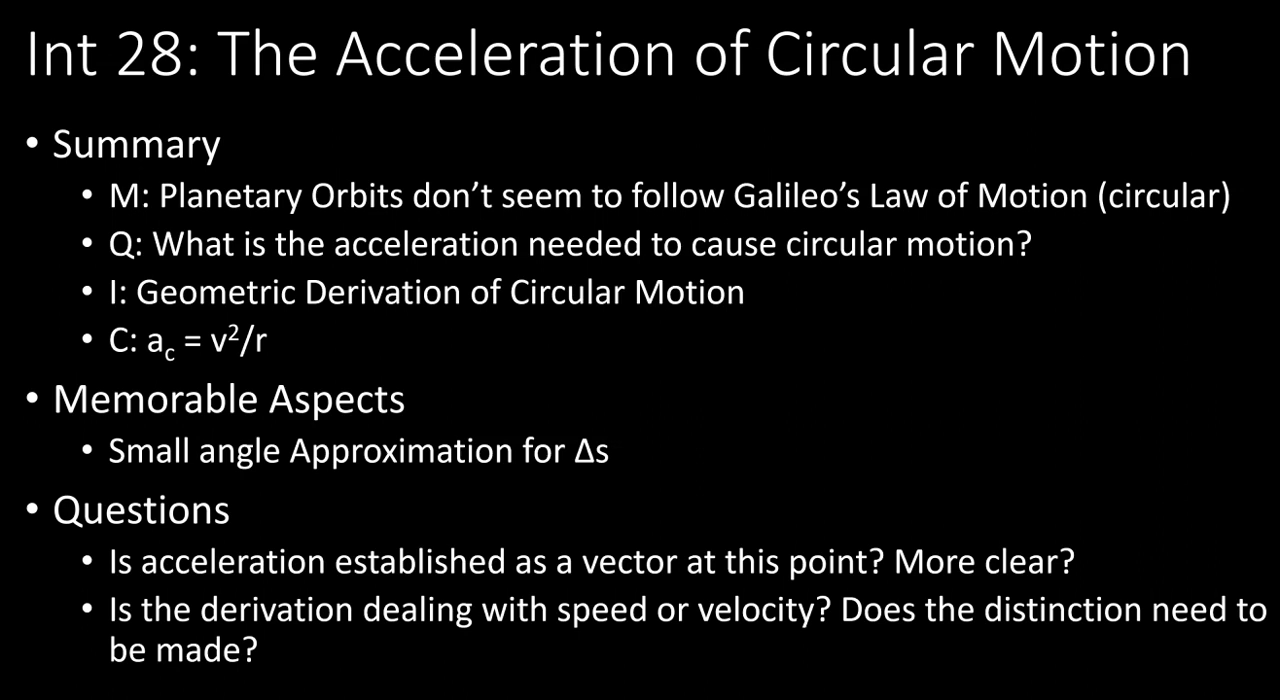 Int 28: The Acceleration of Circular Motion
• Summary
• M: Planetary Orbits don’t seem to follow Galileo’s Law of Motion (circular)
• Q: What is the acceleration needed to cause circular motion?
• I: Geometric Derivation of Circular Motion
• C: a_c = v²/r
• Memorable Aspects
• Small angle Approximation for Δs
• Questions
• Is acceleration established as a vector at this point? More clear?
• Is the derivation dealing with speed or velocity? Does the distinction need to
be made?